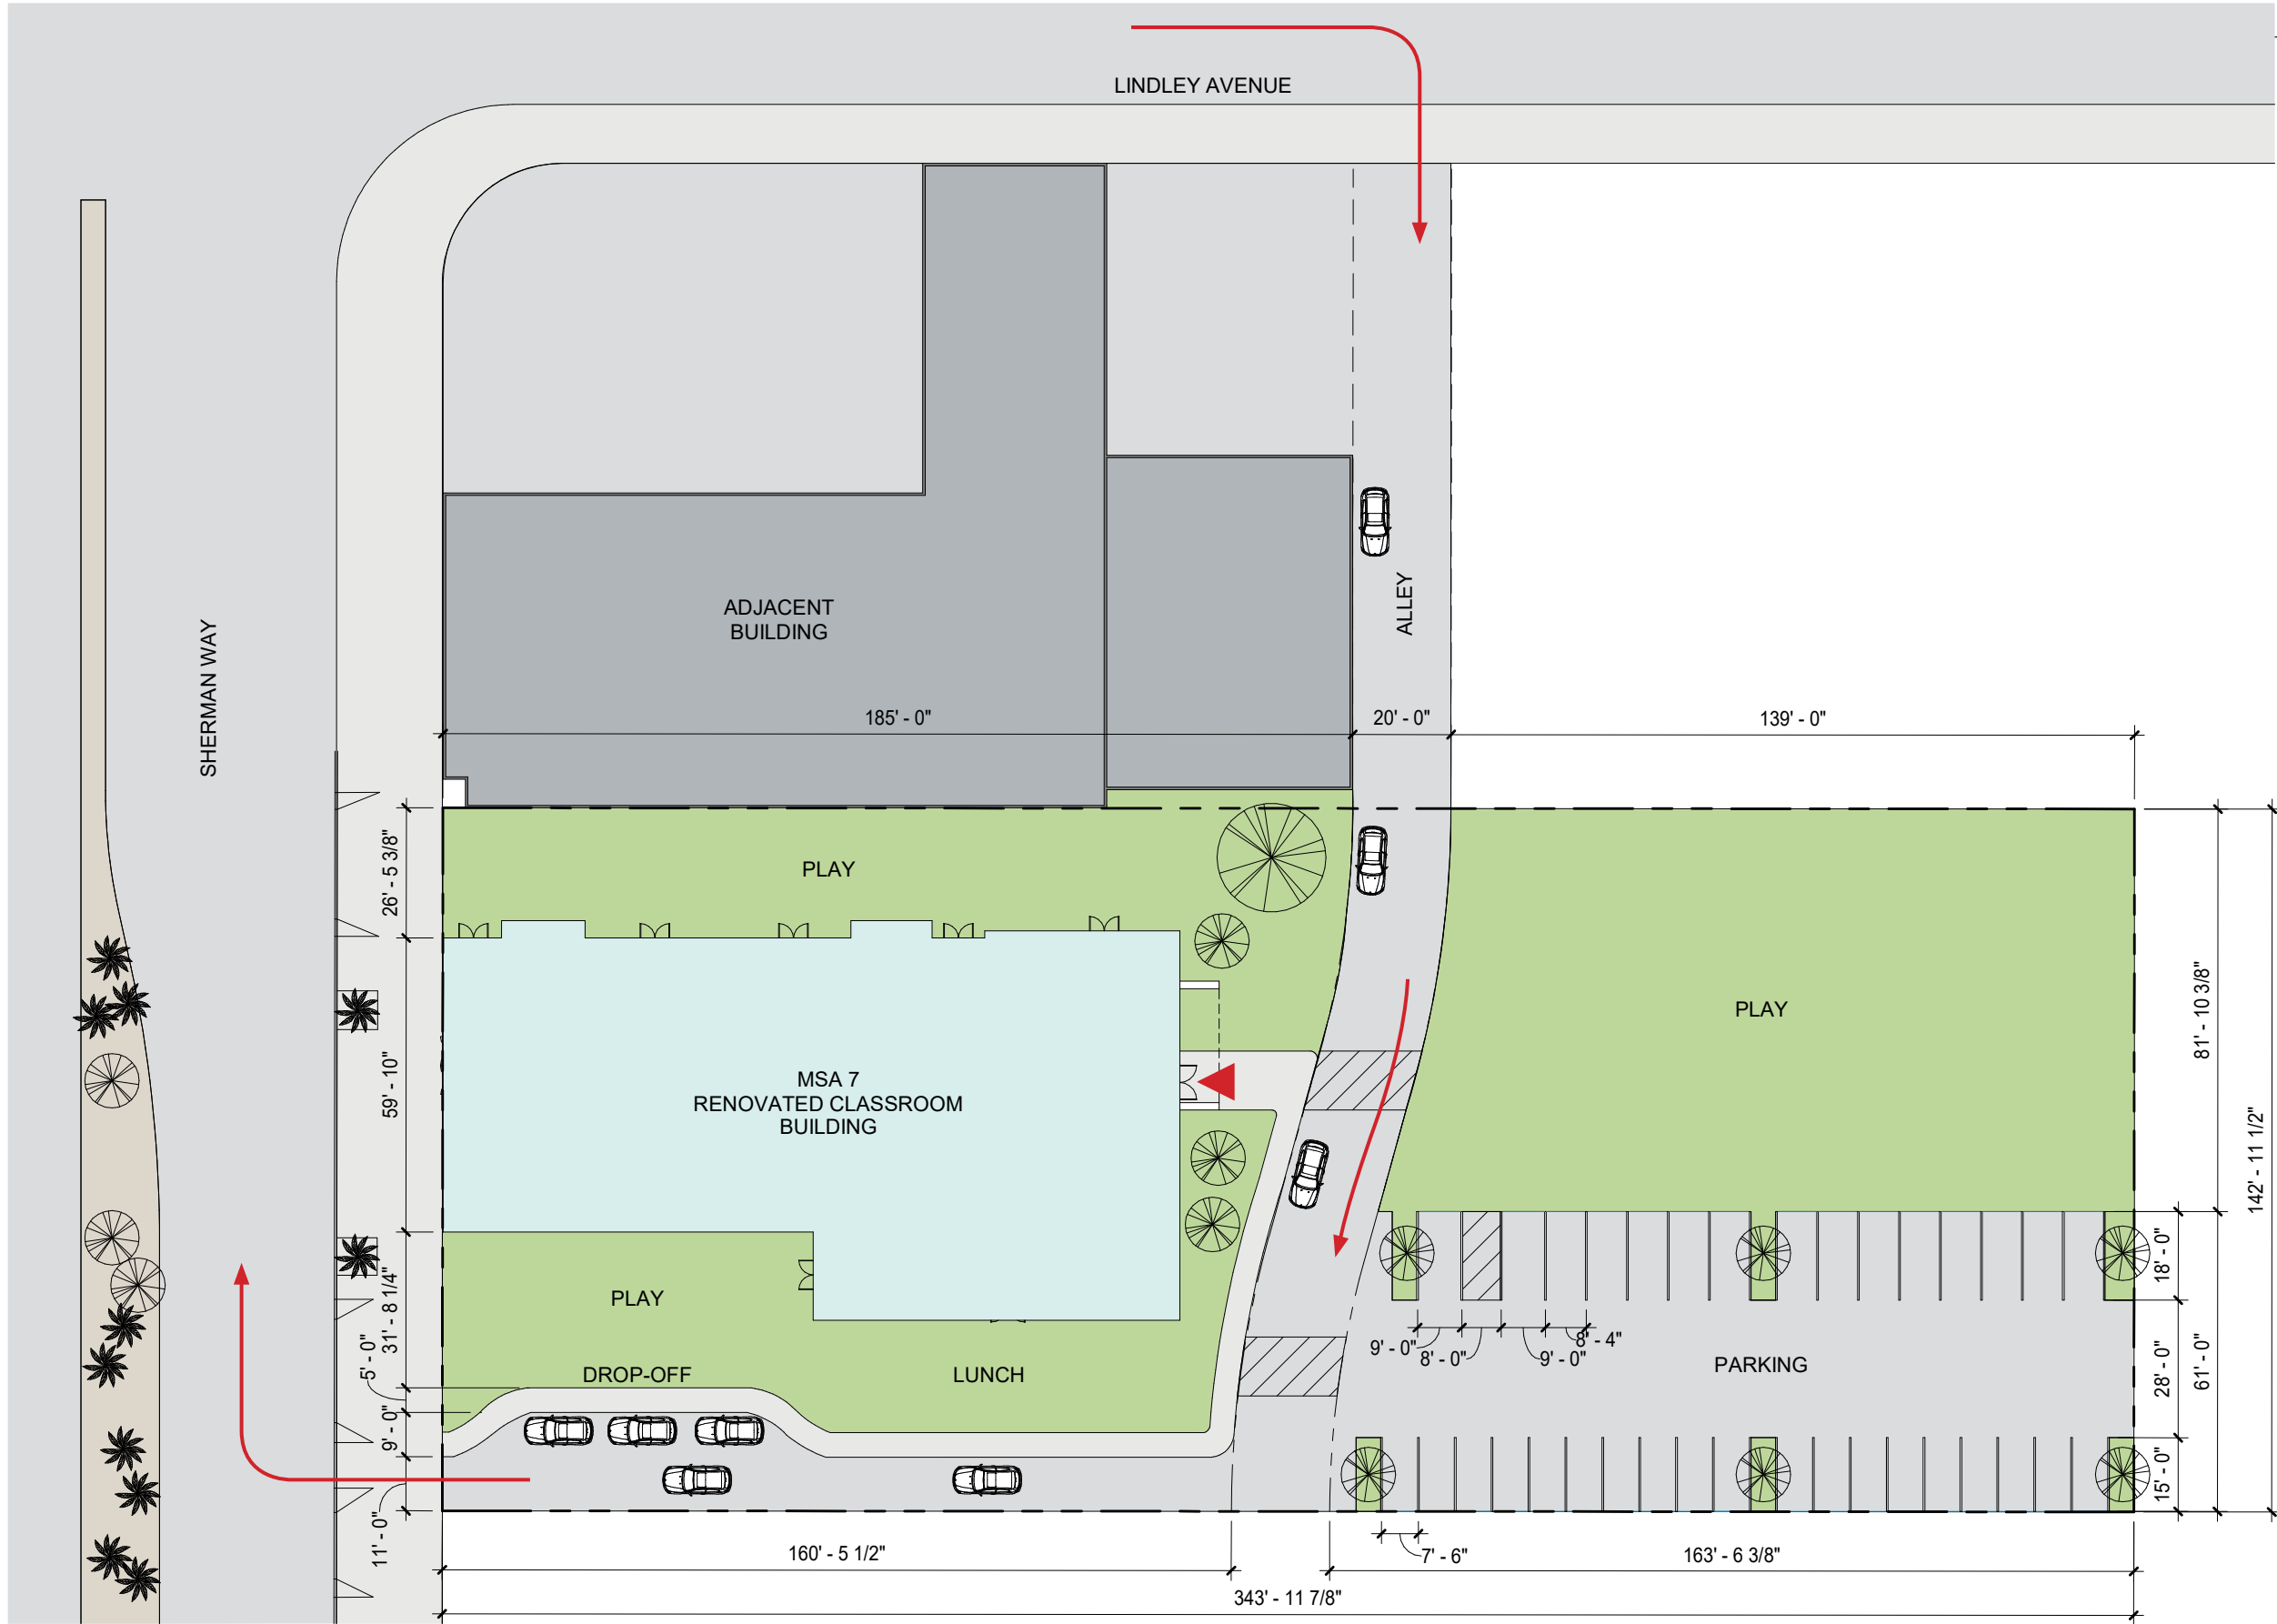 LINDLEY AVENUE
SHERMAN WAY
ADJACENT
BUILDING
ALLEY
185' - 0"
20' - 0"
139' - 0"
26' - 5 3/8"
PLAY
PLAY
81' - 10 3/8"
142' - 11 1/2"
59' - 10"
MSA 7
RENOVATED CLASSROOM
BUILDING
31' - 8 1/4"
PLAY
5' - 0"
DROP-OFF
LUNCH
9' - 0"
11' - 0"
9' - 0"
8' - 0"
9' - 0"
8' - 4"
PARKING
18' - 0"
28' - 0"
61' - 0"
15' - 0"
7' - 6"
160' - 5 1/2"
163' - 6 3/8"
343' - 11 7/8"